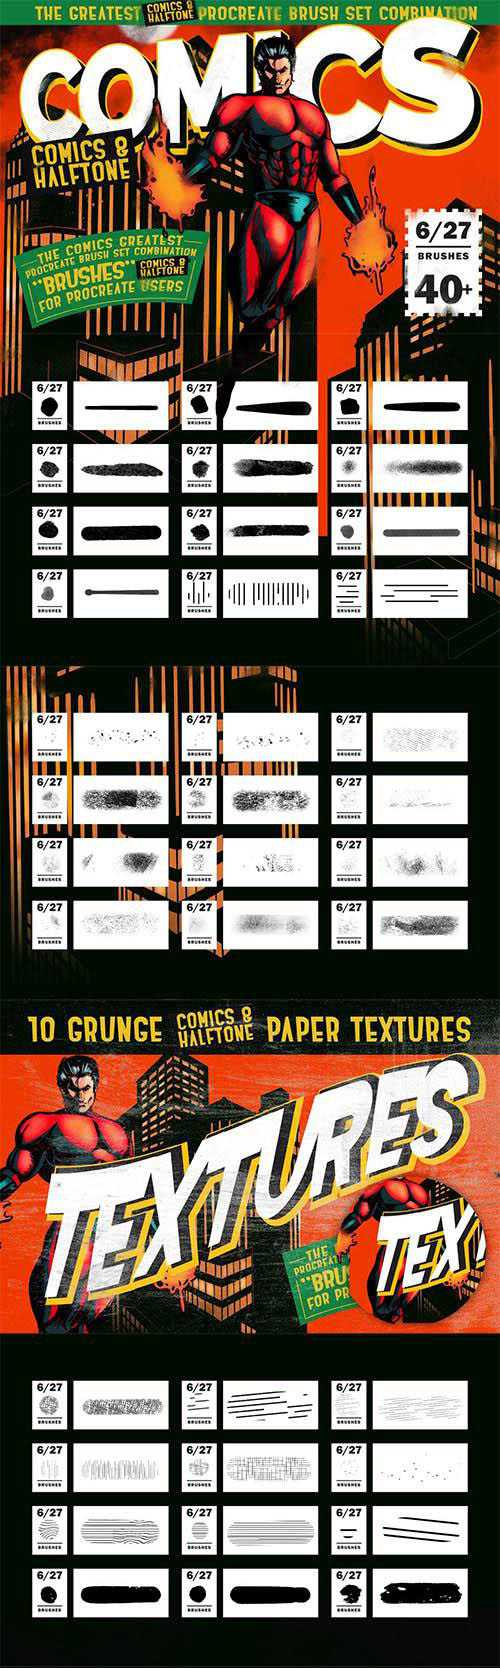 THE GREATEST COMICS & HALFTONE PROCREATE BRUSH SET COMBINATION
COMICS
COMICS &
HALFTONE
THE COMICS GREATEST
PROCREATE BRUSH SET COMBINATION
"BRUSHES" COMICS & HALFTONE
FOR PROCREATE USERS
6/27
BRUSHES
40+
6/27 6/27 6/27
BRUSHES BRUSHES BRUSHES
6/27 6/27 6/27
BRUSHES BRUSHES BRUSHES
6/27 6/27 6/27
BRUSHES BRUSHES BRUSHES
6/27 6/27 6/27
BRUSHES BRUSHES BRUSHES
6/27 6/27 6/27
BRUSHES BRUSHES BRUSHES
6/27 6/27 6/27
BRUSHES BRUSHES BRUSHES
6/27 6/27 6/27
BRUSHES BRUSHES BRUSHES
6/27 6/27 6/27
BRUSHES BRUSHES BRUSHES
10 GRUNGE COMICS & HALFTONE PAPER TEXTURES
TEXTURES
THE
PROCREAT
"BRU
FOR PR
TEX
6/27 6/27 6/27
BRUSHES BRUSHES BRUSHES
6/27 6/27 6/27
BRUSHES BRUSHES BRUSHES
6/27 6/27 6/27
BRUSHES BRUSHES BRUSHES
6/27 6/27 6/27
BRUSHES BRUSHES BRUSHES